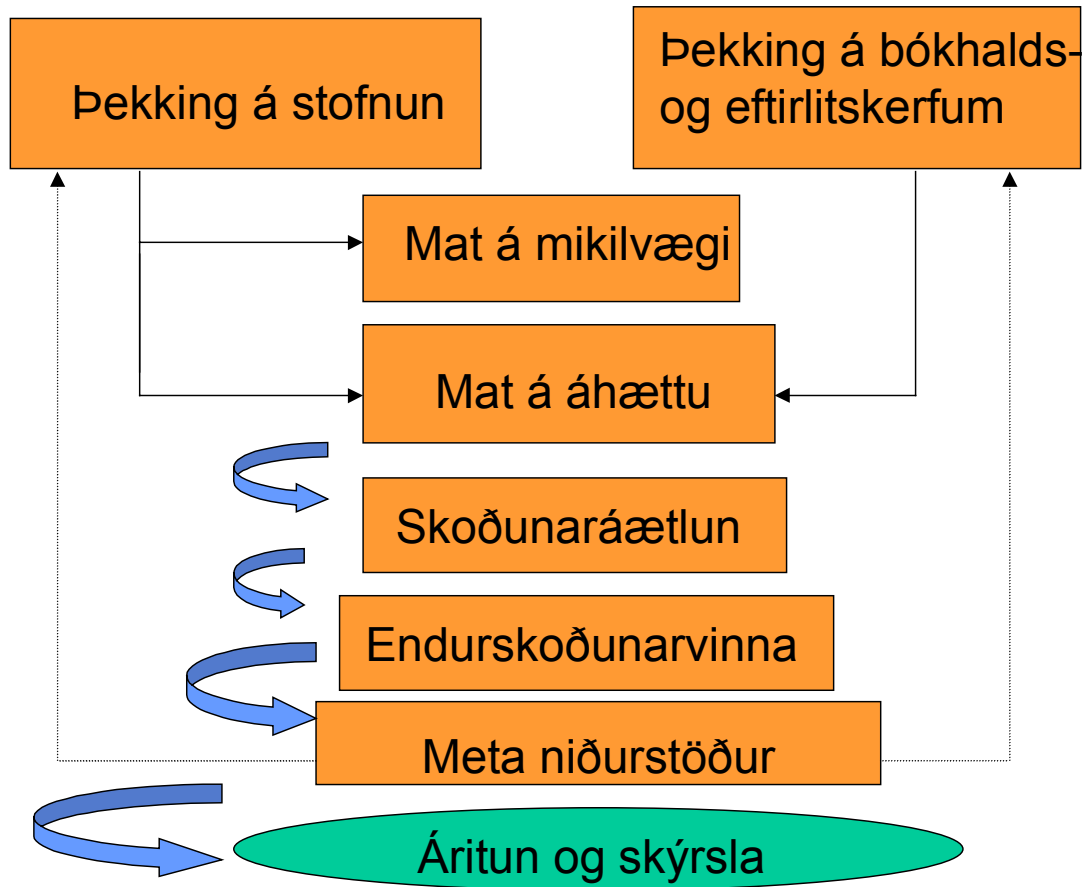 Þekking á stofnun
Þekking á bókhalds-
og eftirlitskerfum
Mat á mikilvægi
Mat á áhættu
Skoðunaráætlun
Endurskoðunarvinna
Meta niðurstöður
Áritun og skýrsla